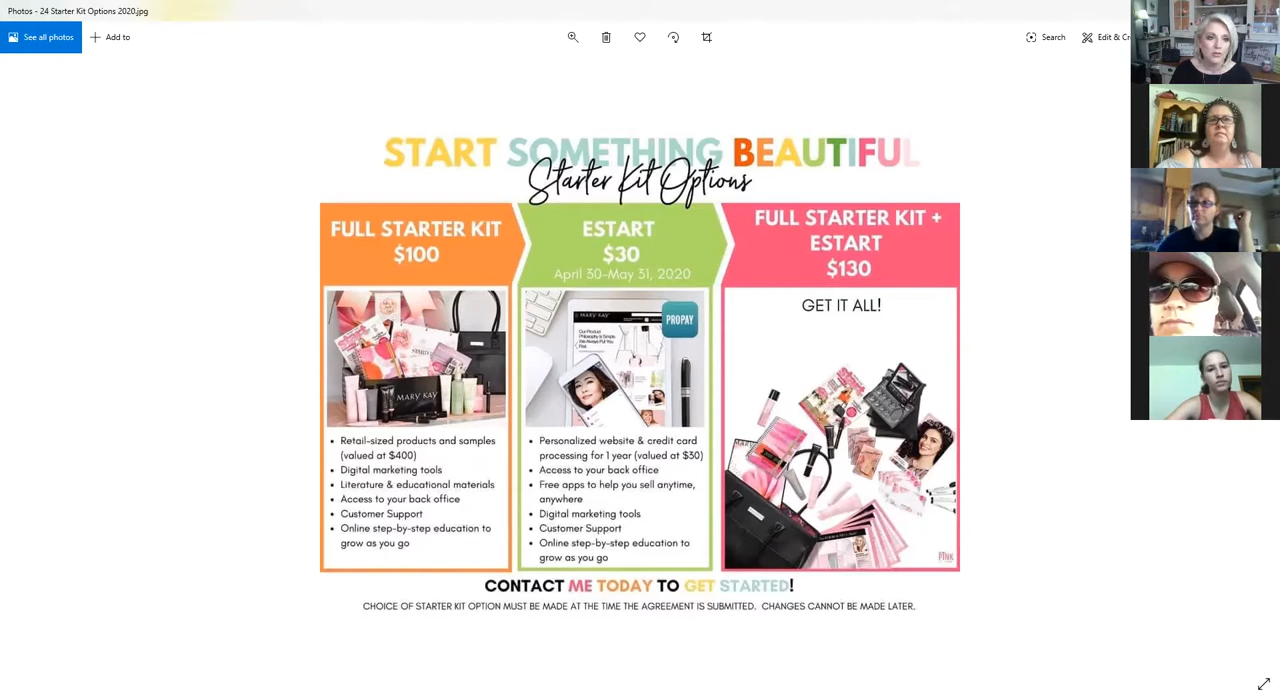 Photos - 24 Starter Kit Options 2020.jpg
See all photos
Add to
Search
Edit & Cr
START SOMETHING BEAUTIFUL
Starter Kit Options
FULL STARTER KIT
$100
ESTART
$30
April 30-May 31, 2020
FULL STARTER KIT +
ESTART
$130
MARY KAY
• Retail-sized products and samples
(valued at $400)
• Digital marketing tools
• Literature & educational materials
• Access to your back office
• Customer Support
• Online step-by-step education to
grow as you go
MARY KAY
PROPAY
• Personalized website & credit card
processing for 1 year (valued at $30)
• Access to your back office
• Free apps to help you sell anytime,
anywhere
• Digital marketing tools
• Customer Support
• Online step-by-step education to
grow as you go
GET IT ALL!
PINK
CONTACT ME TODAY TO GET STARTED!
CHOICE OF STARTER KIT OPTION MUST BE MADE AT THE TIME THE AGREEMENT IS SUBMITTED. CHANGES CANNOT BE MADE LATER.